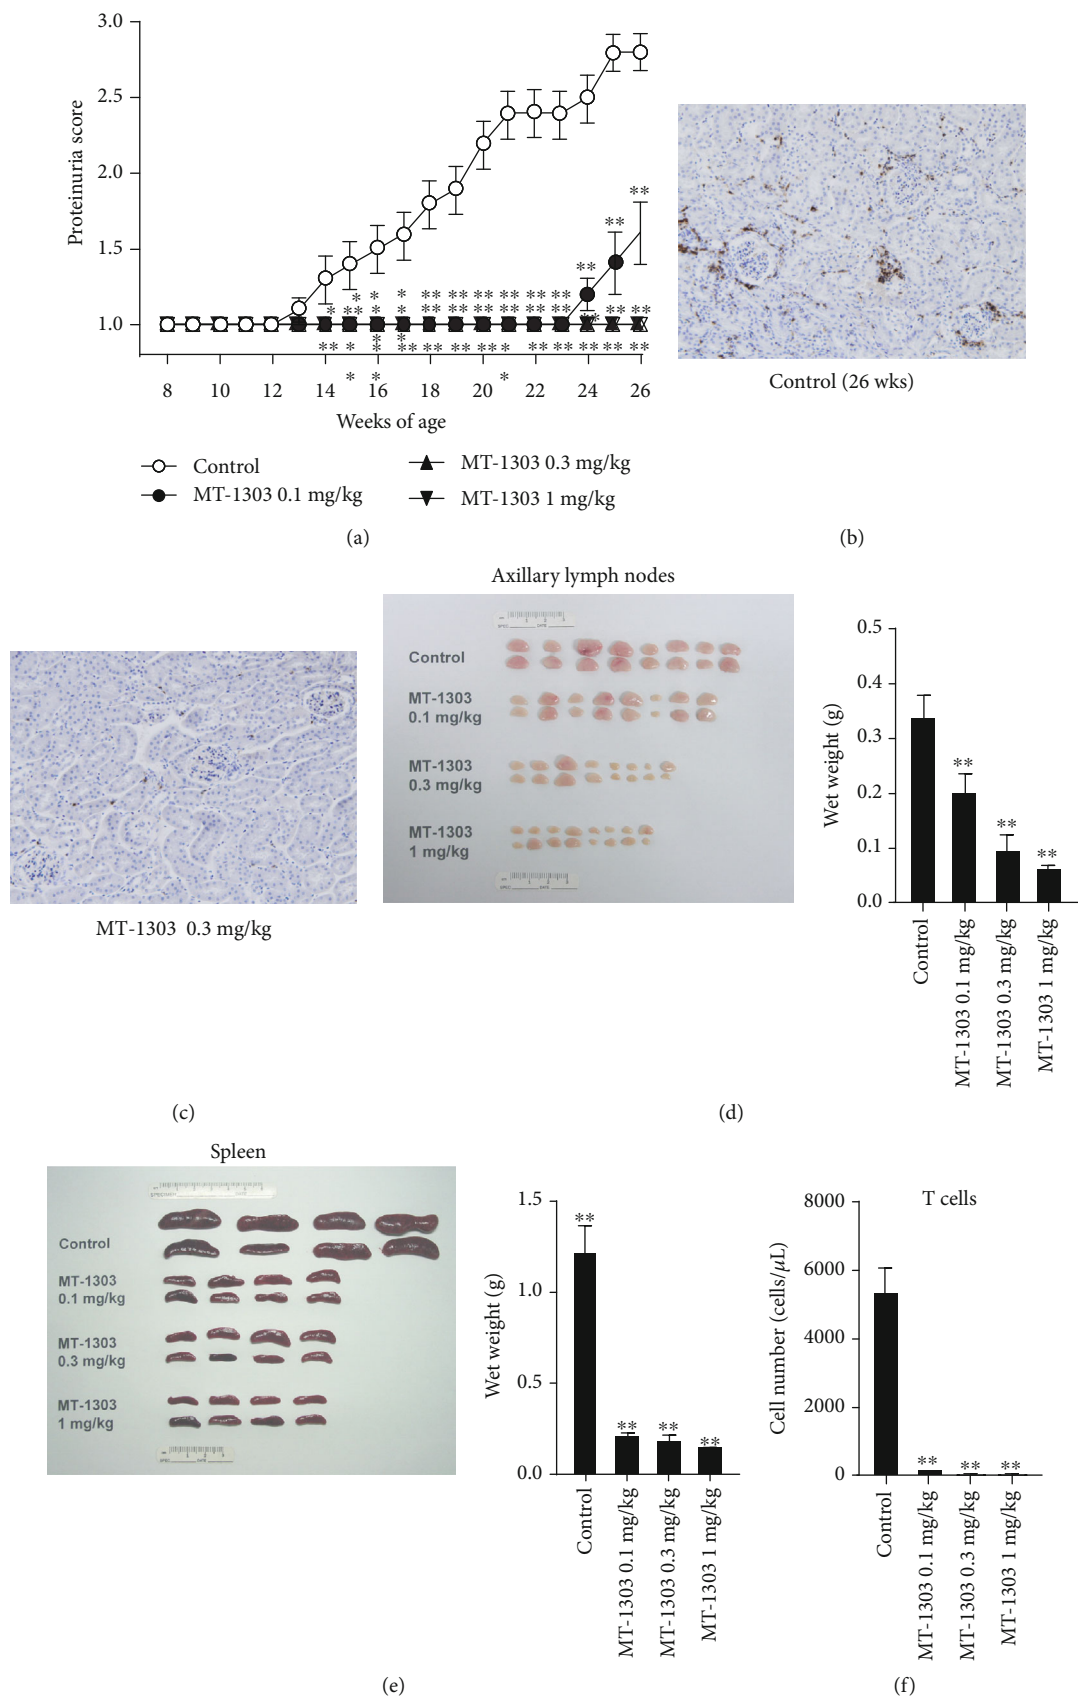 3.0
2.5
2.0
1.5
1.0
Proteinuria score
8 10 12 14 16 18 20 22 24 26
Weeks of age
Control
MT-1303 0.1 mg/kg
MT-1303 0.3 mg/kg
MT-1303 1 mg/kg
(a)
Control (26 wks)
(b)
MT-1303 0.3 mg/kg
(c)
Axillary lymph nodes
Control
MT-1303
0.1 mg/kg
MT-1303
0.3 mg/kg
MT-1303
1 mg/kg
0.5
0.4
0.3
0.2
0.1
0.0
Wet weight (g)
**
**
**
Control
MT-1303 0.1 mg/kg
MT-1303 0.3 mg/kg
MT-1303 1 mg/kg
(d)
Spleen
Control
MT-1303
0.1 mg/kg
MT-1303
0.3 mg/kg
MT-1303
1 mg/kg
1.5
1.0
0.5
0.0
Wet weight (g)
**
** ** **
Control
MT-1303 0.1 mg/kg
MT-1303 0.3 mg/kg
MT-1303 1 mg/kg
(e)
T cells
8000
6000
4000
2000
0
Cell number (cells/μL)
** ** **
Control
MT-1303 0.1 mg/kg
MT-1303 0.3 mg/kg
MT-1303 1 mg/kg
(f)